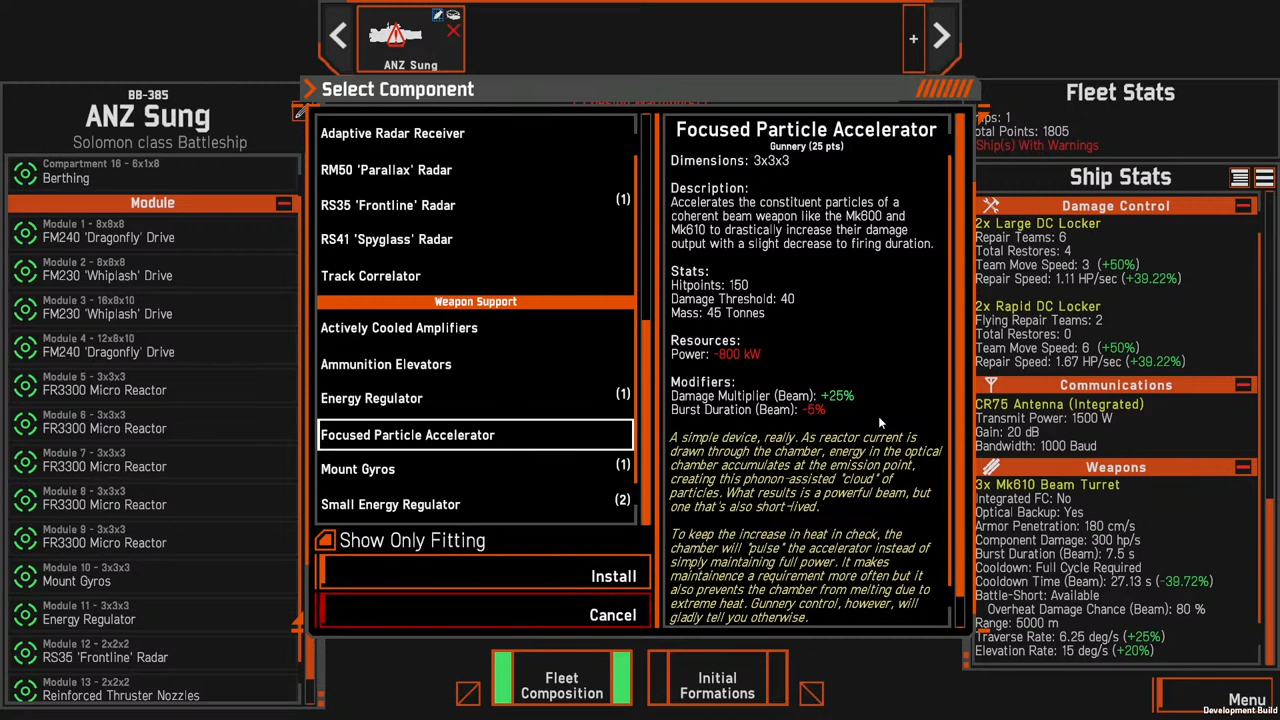 ANZ Sung
+
BB-385
ANZ Sung
Solomon class Battleship
Compartment 16 - 6x1x8
Berthing
Module
Module 1 - 8x8x8
FM240 'Dragonfly' Drive
Module 2 - 8x8x8
FM230 'Whiplash' Drive
Module 3 - 16x8x10
FM230 'Whiplash' Drive
Module 4 - 12x8x10
FM240 'Dragonfly' Drive
Module 5 - 3x3x3
FR3300 Micro Reactor
Module 6 - 3x3x3
FR3300 Micro Reactor
Module 7 - 3x3x3
FR3300 Micro Reactor
Module 8 - 3x3x3
FR3300 Micro Reactor
Module 9 - 3x3x3
FR3300 Micro Reactor
Module 10 - 3x3x3
Mount Gyros
Module 11 - 3x3x3
Energy Regulator
Module 12 - 2x2x2
RS35 'Frontline' Radar
Module 13 - 2x2x2
Reinforced Thruster Nozzles
Select Component
Adaptive Radar Receiver
RM50 'Parallax' Radar
RS35 'Frontline' Radar (1)
RS41 'Spyglass' Radar
Track Correlator
Weapon Support
Actively Cooled Amplifiers
Ammunition Elevators
Energy Regulator (1)
Focused Particle Accelerator
Mount Gyros (1)
Small Energy Regulator (2)
Show Only Fitting
Install
Cancel
Focused Particle Accelerator
Gunnery (25 pts)
Dimensions: 3x3x3
Description:
Accelerates the constituent particles of a
coherent beam weapon like the Mk600 and
Mk610 to drastically increase their damage
output with a slight decrease to firing duration.
Stats:
Hitpoints: 150
Damage Threshold: 40
Mass: 45 Tonnes
Resources:
Power: -800 kW
Modifiers:
Damage Multiplier (Beam): +25%
Burst Duration (Beam): -5%
A simple device, really. As reactor current is
drawn through the chamber, energy in the optical
chamber accumulates at the emission point,
creating this phonon-assisted "cloud" of
particles. What results is a powerful beam, but
one that's also short-lived.
To keep the increase in heat in check, the
chamber will "pulse" the accelerator instead of
simply maintaining full power. It makes
maintainence a requirement more often but it
also prevents the chamber from melting due to
extreme heat. Gunnery control, however, will
gladly tell you otherwise.
Fleet Stats
ips: 1
otal Points: 1805
Ship(s) With Warnings
Ship Stats
Damage Control
2x Large DC Locker
Repair Teams: 6
Total Restores: 4
Team Move Speed: 3 (+50%)
Repair Speed: 1.11 HP/sec (+39.22%)
2x Rapid DC Locker
Flying Repair Teams: 2
Total Restores: 0
Team Move Speed: 6 (+50%)
Repair Speed: 1.67 HP/sec (+39.22%)
Communications
CR75 Antenna (Integrated)
Transmit Power: 1500 W
Gain: 20 dB
Bandwidth: 1000 Baud
Weapons
3x Mk610 Beam Turret
Integrated FC: No
Optical Backup: Yes
Armor Penetration: 180 cm/s
Component Damage: 300 hp/s
Burst Duration (Beam): 7.5 s
Cooldown: Full Cycle Required
Cooldown Time (Beam): 27.13 s (-39.72%)
Battle-Short: Available
Overheat Damage Chance (Beam): 80 %
Range: 5000 m
Traverse Rate: 6.25 deg/s (+25%)
Elevation Rate: 15 deg/s (+20%)
Fleet
Composition
Initial
Formations
Menu
Development Build